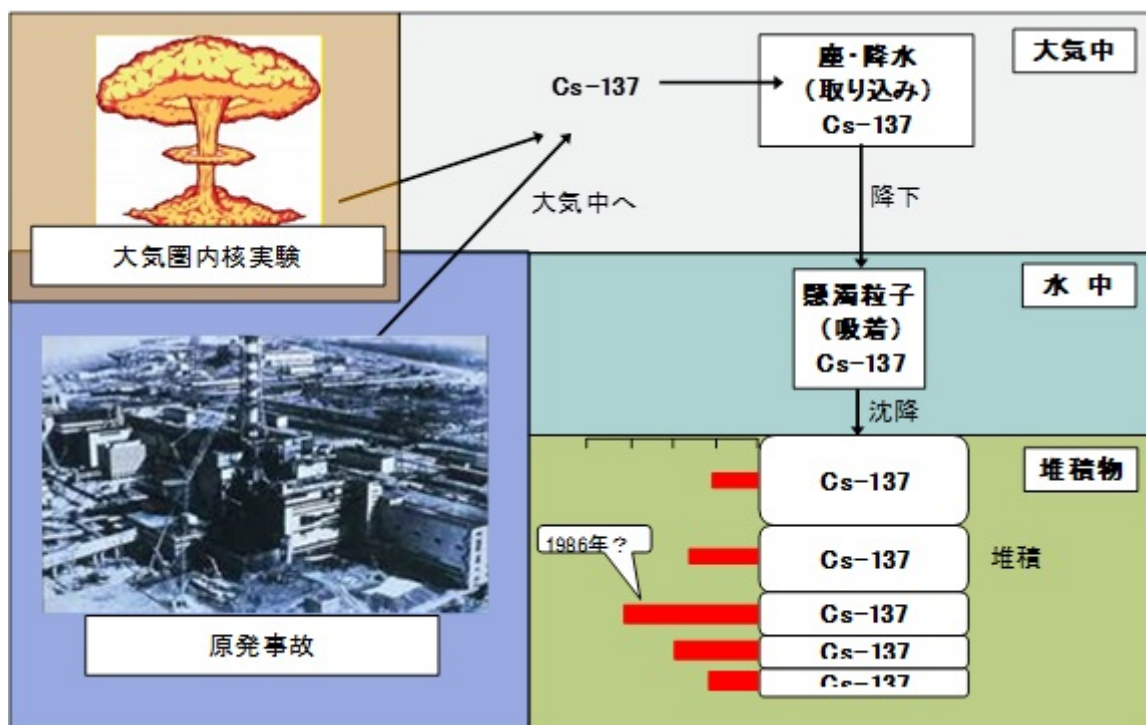 大気中
座・降水
(取り込み)
Cs-137
Cs-137
大気中へ
降下
大気圏内核実験
水 中
懸濁粒子
(吸着)
Cs-137
沈降
堆積物
Cs-137
1986年?
Cs-137
堆積
Cs-137
Cs-137
Cs-137
原発事故